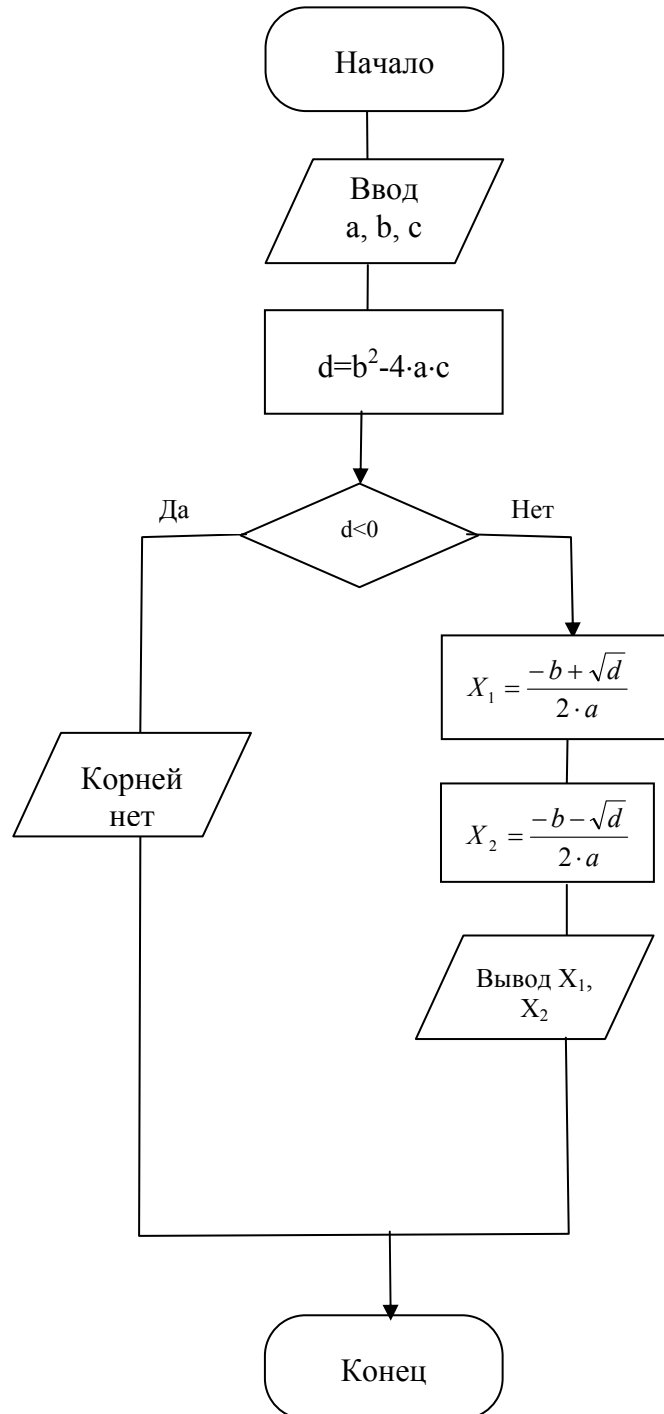 Начало
Ввод
a, b, c
d=b²-4·a·c
Да
Нет
d<0
X₁ = (-b + √d) / (2 · a)
Корней
нет
X₂ = (-b - √d) / (2 · a)
Вывод X₁,
X₂
Конец